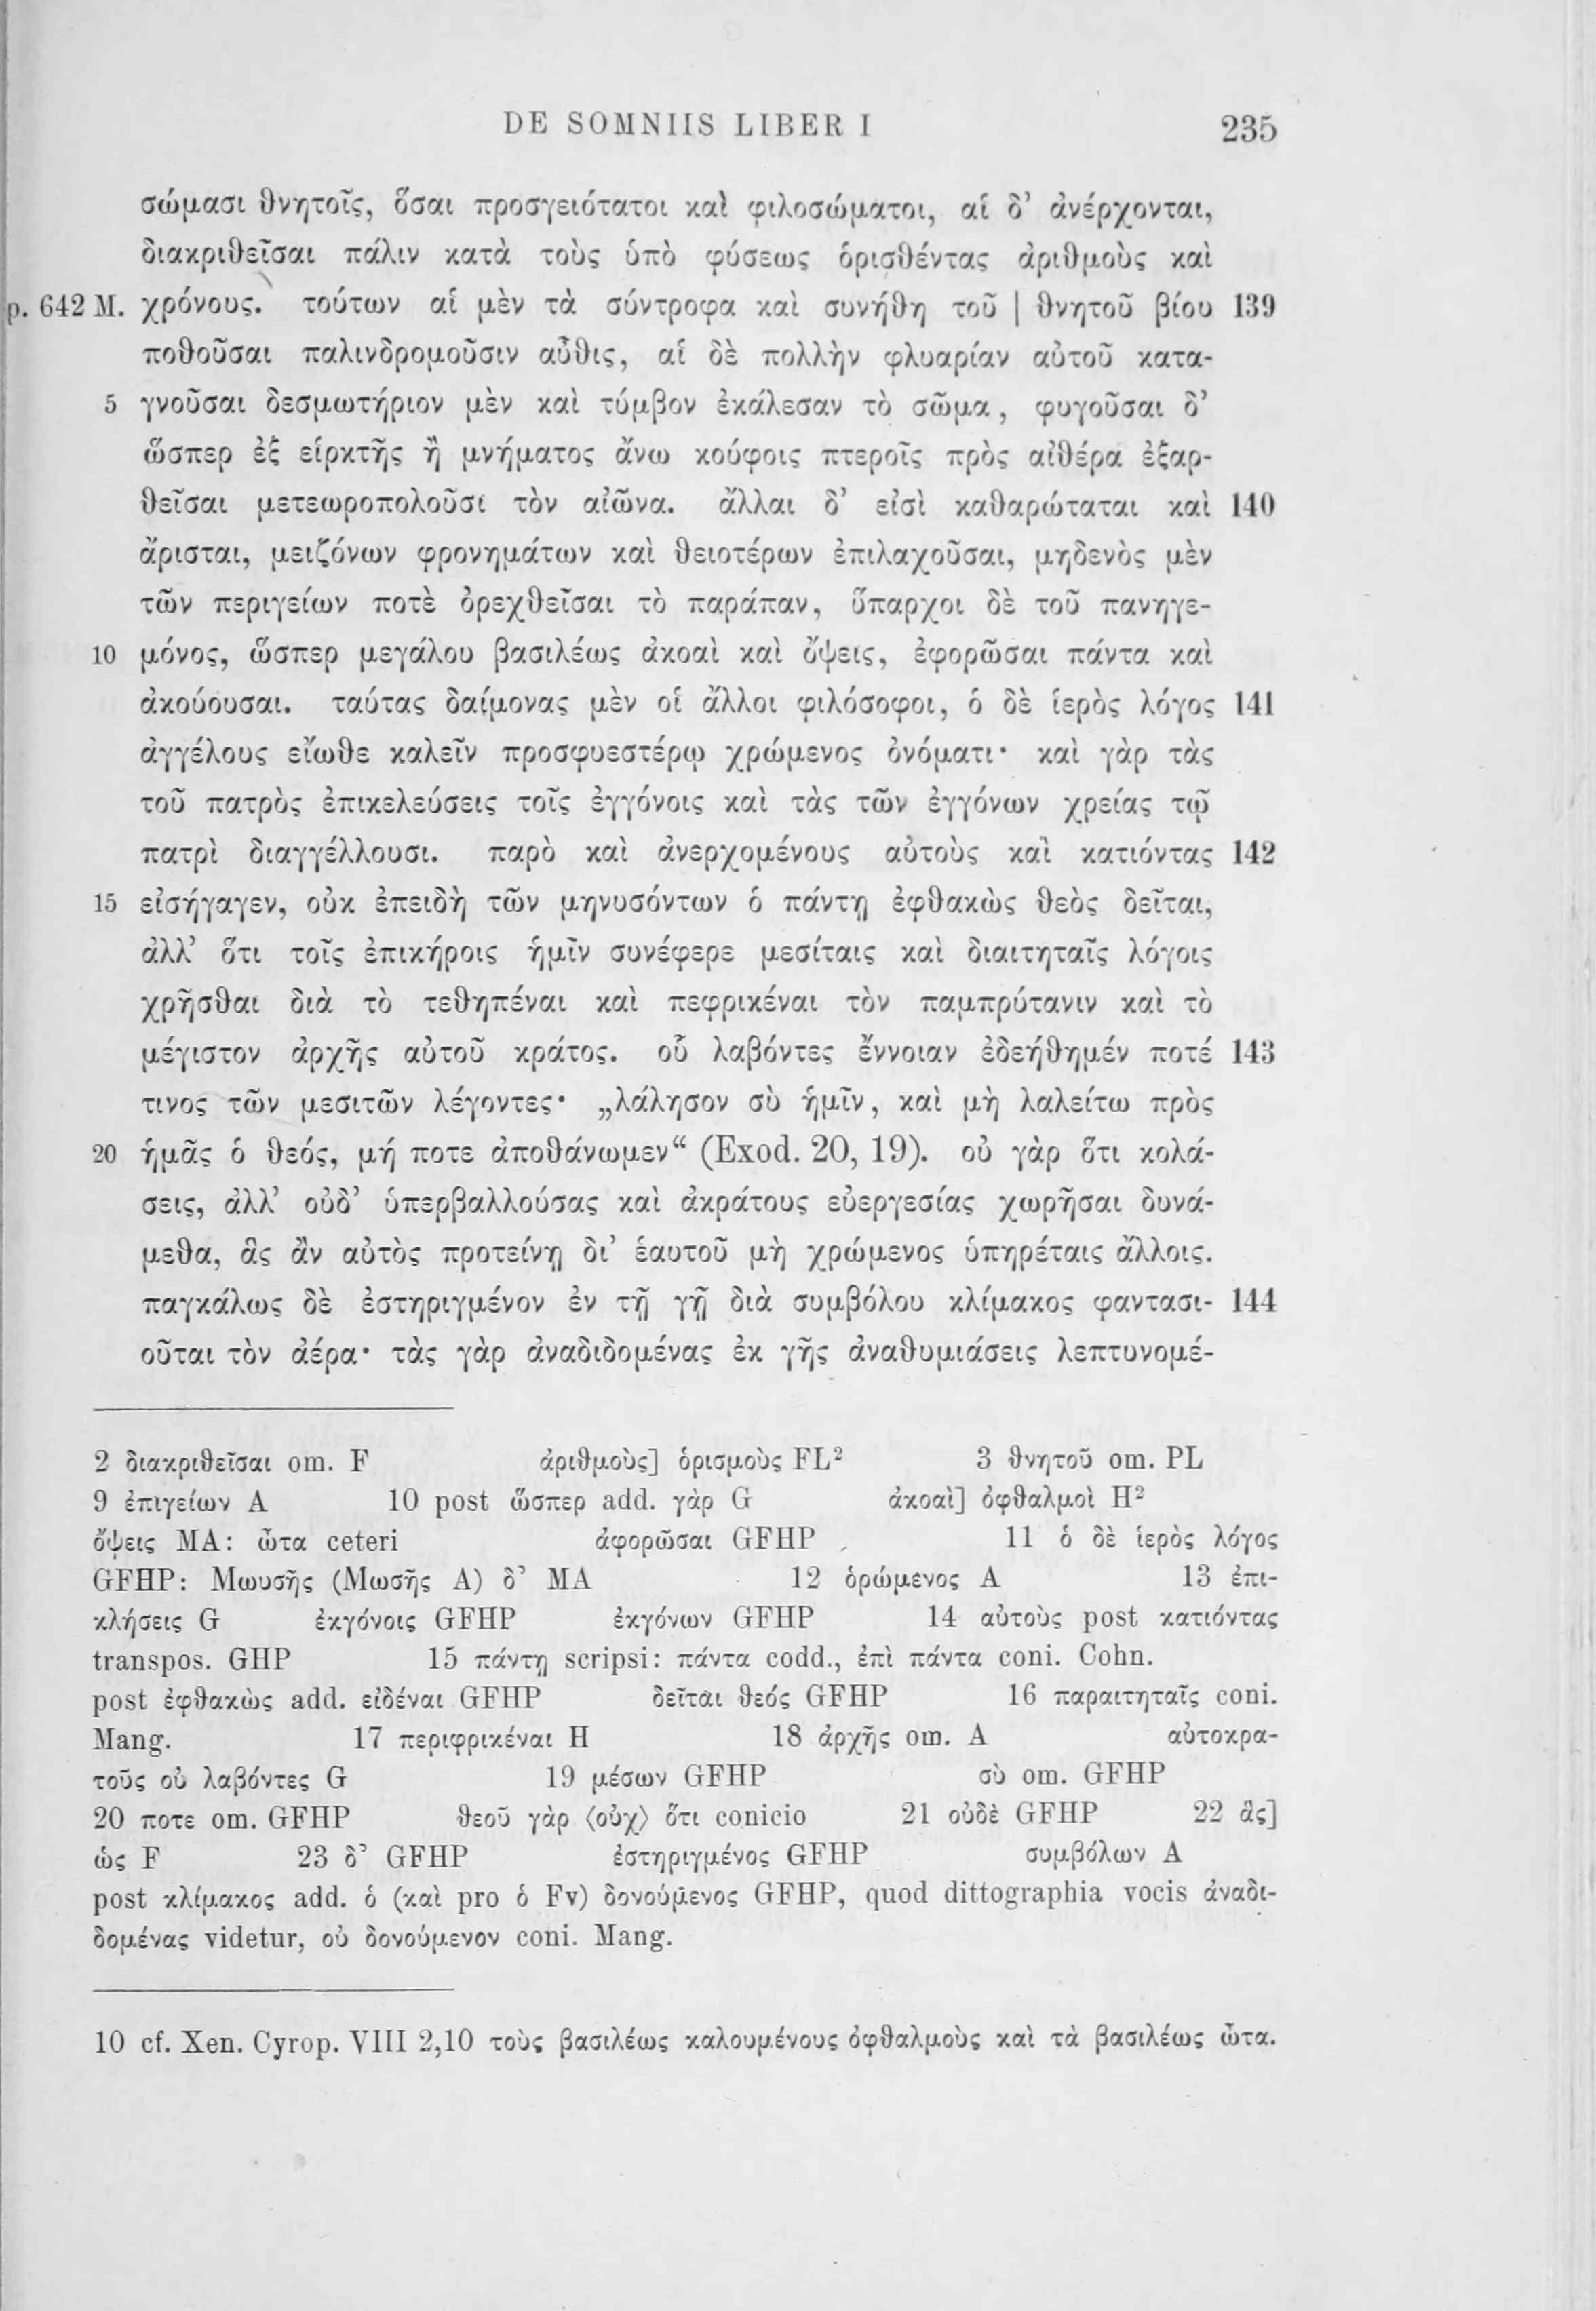 DE SOMNIIS LIBER I 235
σώμασι θνητοῖς, ὅσαι προσγειότατοι καὶ φιλοσώματοι, αἱ δ’ ἀνέρχονται,
διακριθεῖσαι πάλιν κατὰ τοὺς ὑπὸ φύσεως ὁρισθέντας ἀριθμοὺς καὶ
p. 642 M. χρόνους. τούτων αἱ μὲν τὰ σύντροφα καὶ συνήθη τοῦ | θνητοῦ βίου 139
ποθοῦσαι παλινδρομοῦσιν αὖθις, αἱ δὲ πολλὴν φλυαρίαν αὐτοῦ κατα-
5 γνοῦσαι δεσμωτήριον μὲν καὶ τύμβον ἐκάλεσαν τὸ σῶμα, φυγοῦσαι δ’
ὥσπερ ἐξ εἱρκτῆς ἢ μνήματος ἄνω κούφοις πτεροῖς πρὸς αἰθέρα ἐξαρ-
θεῖσαι μετεωροπολοῦσι τὸν αἰῶνα. ἄλλαι δ’ εἰσὶ καθαρώταται καὶ 140
ἄρισται, μειζόνων φρονημάτων καὶ θειοτέρων ἐπιλαχοῦσαι, μηδενὸς μὲν
τῶν περιγείων ποτὲ ὀρεχθεῖσαι τὸ παράπαν, ὕπαρχοι δὲ τοῦ πανηγε-
10 μόνος, ὥσπερ μεγάλου βασιλέως ἀκοαὶ καὶ ὄψεις, ἐφορῶσαι πάντα καὶ
ἀκούουσαι. ταύτας δαίμονας μὲν οἱ ἄλλοι φιλόσοφοι, ὁ δὲ ἱερὸς λόγος 141
ἀγγέλους εἴωθε καλεῖν προσφυεστέρῳ χρώμενος ὀνόματι· καὶ γὰρ τὰς
τοῦ πατρὸς ἐπικελεύσεις τοῖς ἐγγόνοις καὶ τὰς τῶν ἐγγόνων χρείας τῷ
πατρὶ διαγγέλλουσι. παρὸ καὶ ἀνερχομένους αὐτοὺς καὶ κατιόντας 142
15 εἰσήγαγεν, οὐκ ἐπειδὴ τῶν μηνυσόντων ὁ πάντῃ ἐφθακὼς θεὸς δεῖται,
ἀλλ’ ὅτι τοῖς ἐπικήροις ἡμῖν συνέφερε μεσίταις καὶ διαιτηταῖς λόγοις
χρῆσθαι διὰ τὸ τεθηπέναι καὶ πεφρικέναι τὸν παμπρύτανιν καὶ τὸ
μέγιστον ἀρχῆς αὐτοῦ κράτος. οὗ λαβόντες ἔννοιαν ἐδεήθημέν ποτέ 143
τινος τῶν μεσιτῶν λέγοντες· „λάλησον σὺ ἡμῖν, καὶ μὴ λαλείτω πρὸς
20 ἡμᾶς ὁ θεός, μή ποτε ἀποθάνωμεν“ (Exod. 20, 19). οὐ γὰρ ὅτι κολά-
σεις, ἀλλ’ οὐδ’ ὑπερβαλλούσας καὶ ἀκράτους εὐεργεσίας χωρῆσαι δυνά-
μεθα, ἃς ἂν αὐτὸς προτείνῃ δι’ ἑαυτοῦ μὴ χρώμενος ὑπηρέταις ἄλλοις.
παγκάλως δὲ ἐστηριγμένον ἐν τῇ γῇ διὰ συμβόλου κλίμακος φαντασι- 144
οῦται τὸν ἀέρα· τὰς γὰρ ἀναδιδομένας ἐκ γῆς ἀναθυμιάσεις λεπτυνομέ-
2 διακριθεῖσαι om. F ἀριθμοὺς] ὁρισμοὺς FL² 3 θνητοῦ om. PL
9 ἐπιγείων A 10 post ὥσπερ add. γὰρ G ἀκοαὶ] ὀφθαλμοὶ H²
ὄψεις MA: ὦτα ceteri ἀφορῶσαι GFHP 11 ὁ δὲ ἱερὸς λόγος
GFHP: Μωυσῆς (Μωσῆς A) δ’ MA 12 ὁρώμενος A 13 ἐπι-
κλήσεις G ἐκγόνοις GFHP ἐκγόνων GFHP 14 αὐτοὺς post κατιόντας
transpos. GHP 15 πάντῃ scripsi: πάντα codd., ἐπὶ πάντα coni. Cohn.
post ἐφθακὼς add. εἰδέναι GFHP δεῖται θεός GFHP 16 παραιτηταῖς coni.
Mang. 17 περιφρικέναι H 18 ἀρχῆς om. A αὐτοκρα-
τοῦς οὐ λαβόντες G 19 μέσων GFHP σὺ om. GFHP
20 ποτε om. GFHP θεοῦ γὰρ ⟨οὐχ⟩ ὅτι conicio 21 οὐδὲ GFHP 22 ἃς]
ὡς F 23 δ’ GFHP ἐστηριγμένος GFHP συμβόλων A
post κλίμακος add. ὁ (καὶ pro ὁ Fv) δονούμενος GFHP, quod dittographia vocis ἀναδι-
δομένας videtur, οὐ δονούμενον coni. Mang.
10 cf. Xen. Cyrop. VIII 2,10 τοὺς βασιλέως καλουμένους ὀφθαλμοὺς καὶ τὰ βασιλέως ὦτα.